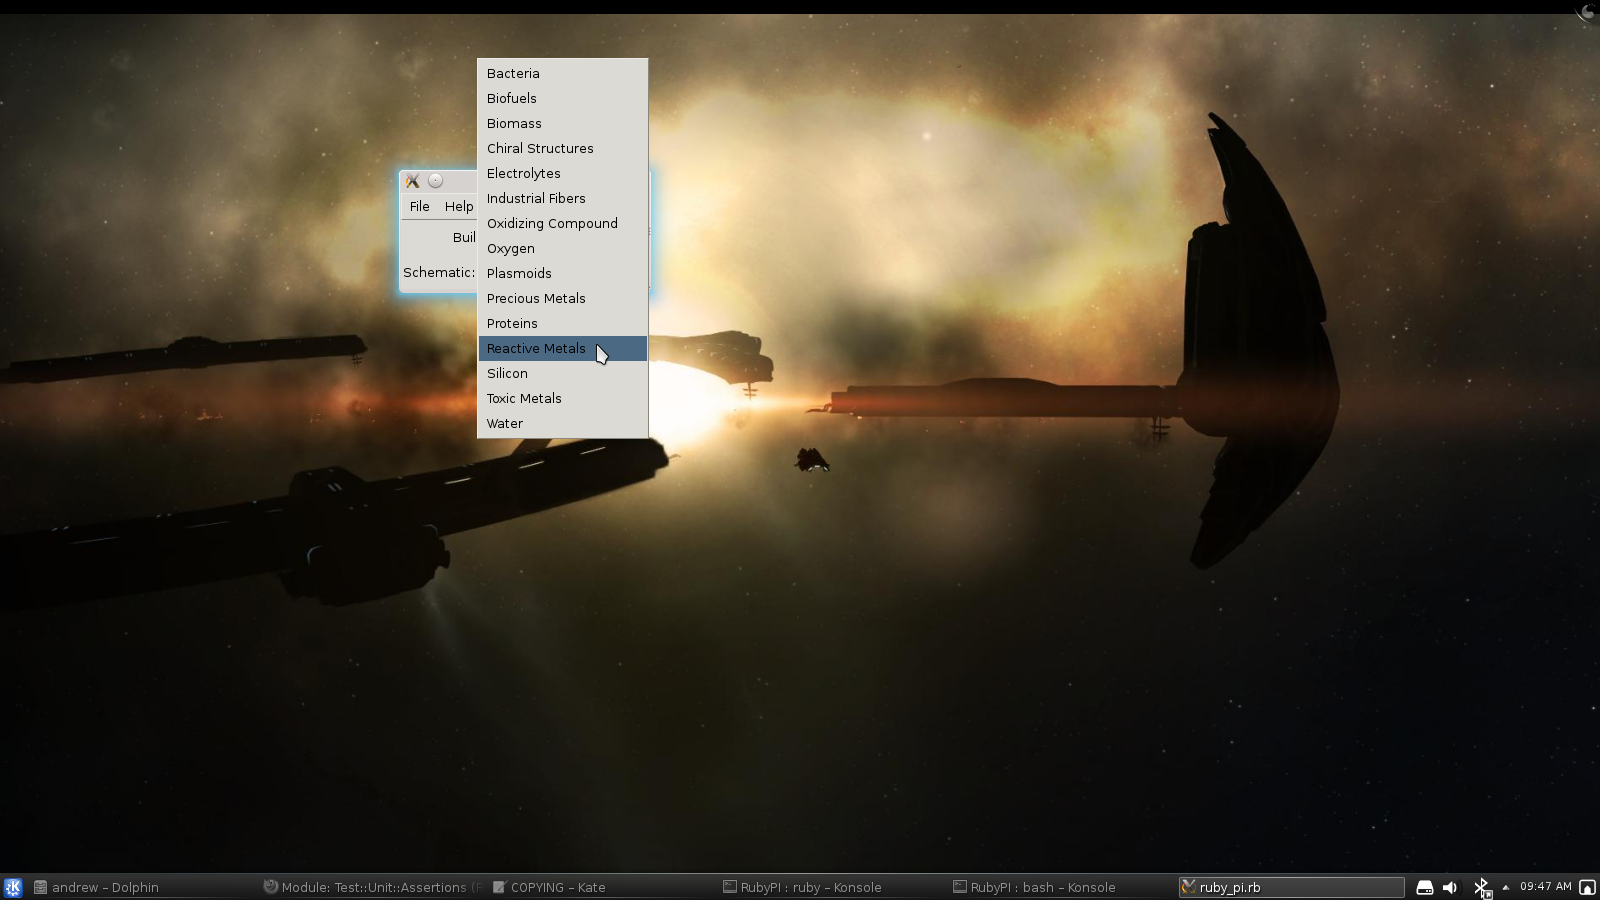 Bacteria
Biofuels
Biomass
Chiral Structures
Electrolytes
Industrial Fibers
Oxidizing Compound
Oxygen
Plasmoids
Precious Metals
Proteins
Reactive Metals
Silicon
Toxic Metals
Water
File Help
Buil
Schematic:
andrew – Dolphin
Module: Test::Unit::Assertions (
COPYING – Kate
RubyPI : ruby – Konsole
RubyPI : bash – Konsole
ruby_pi.rb
09:47 AM